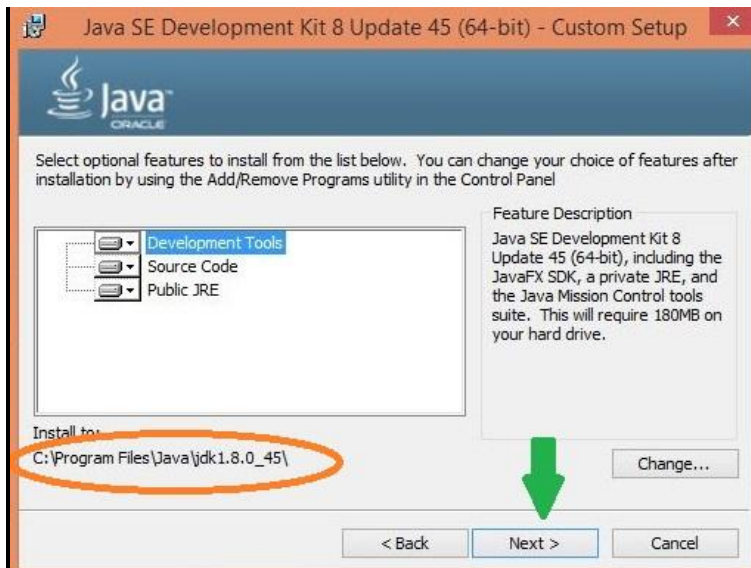 Java SE Development Kit 8 Update 45 (64-bit) - Custom Setup
Java
ORACLE
Select optional features to install from the list below. You can change your choice of features after
installation by using the Add/Remove Programs utility in the Control Panel
Development Tools
Source Code
Public JRE
Feature Description
Java SE Development Kit 8
Update 45 (64-bit), including the
JavaFX SDK, a private JRE, and
the Java Mission Control tools
suite. This will require 180MB on
your hard drive.
Install to:
C:\Program Files\Java\jdk1.8.0_45\
Change...
< Back
Next >
Cancel